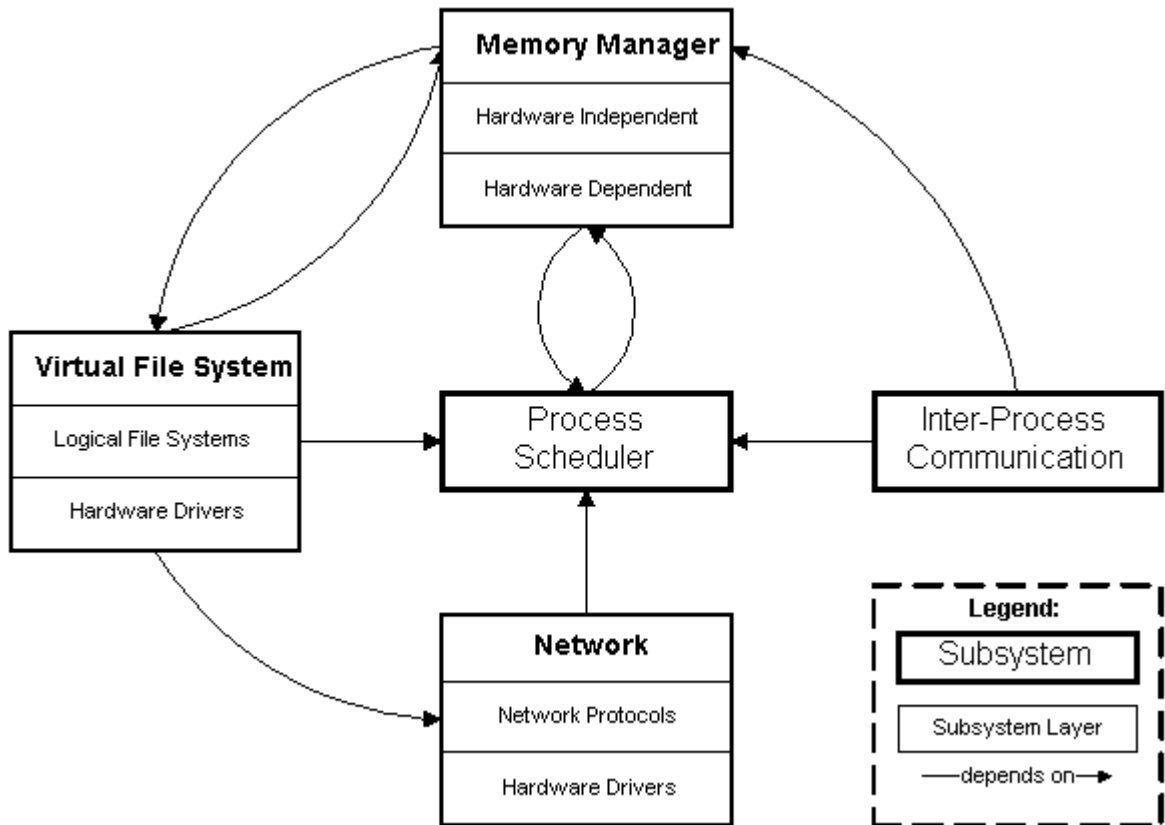 Memory Manager
Hardware Independent
Hardware Dependent
Virtual File System
Logical File Systems
Hardware Drivers
Process
Scheduler
Inter-Process
Communication
Network
Network Protocols
Hardware Drivers
Legend:
Subsystem
Subsystem Layer
depends on